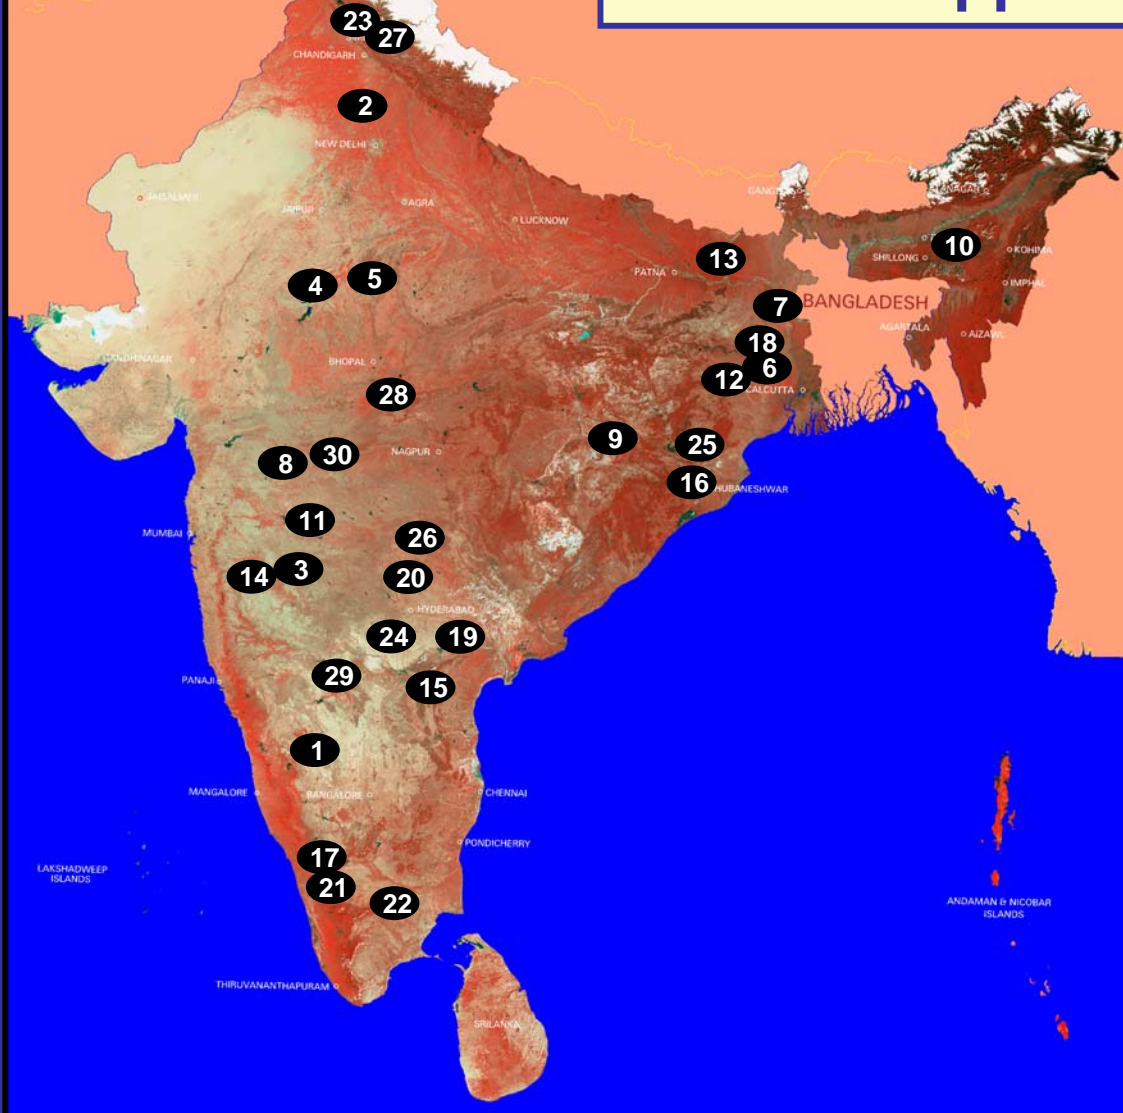 23
27
CHANDIGARH
2
NEW DELHI
JAISALMER
JAIPUR
AGRA
LUCKNOW
10
KOHIMA
SHILLONG
13
PATNA
4
5
IMPHAL
7
BANGLADESH
AGARTALA
AIZAWL
18
GANDHINAGAR
BHOPAL
6
12
CALCUTTA
28
9
25
8
30
NAGPUR
16
HUBANESHWAR
11
MUMBAI
26
14
3
20
HYDERABAD
24
19
29
PANAJI
15
1
MANGALORE
BANGALORE
CHENNAI
PONDICHERRY
17
LAKSHADWEEP
ISLANDS
21
22
ANDAMAN & NICOBAR
ISLANDS
THIRUVANANTHAPURAM
SRILANKA